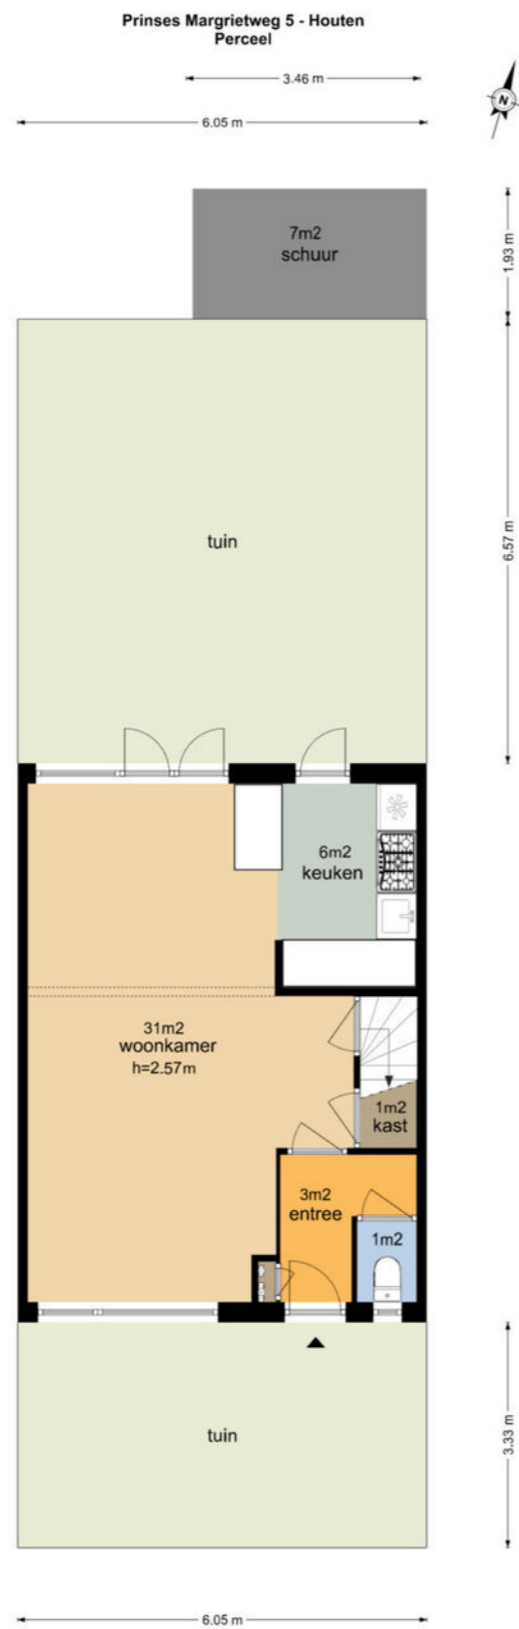 Prinses Margrietweg 5 - Houten
Perceel
3.46 m
N
6.05 m
7m2
schuur
1.93 m
6.57 m
tuin
6m2
keuken
31m2
woonkamer
h=2.57m
1m2
kast
3m2
entree
1m2
tuin
3.33 m
6.05 m